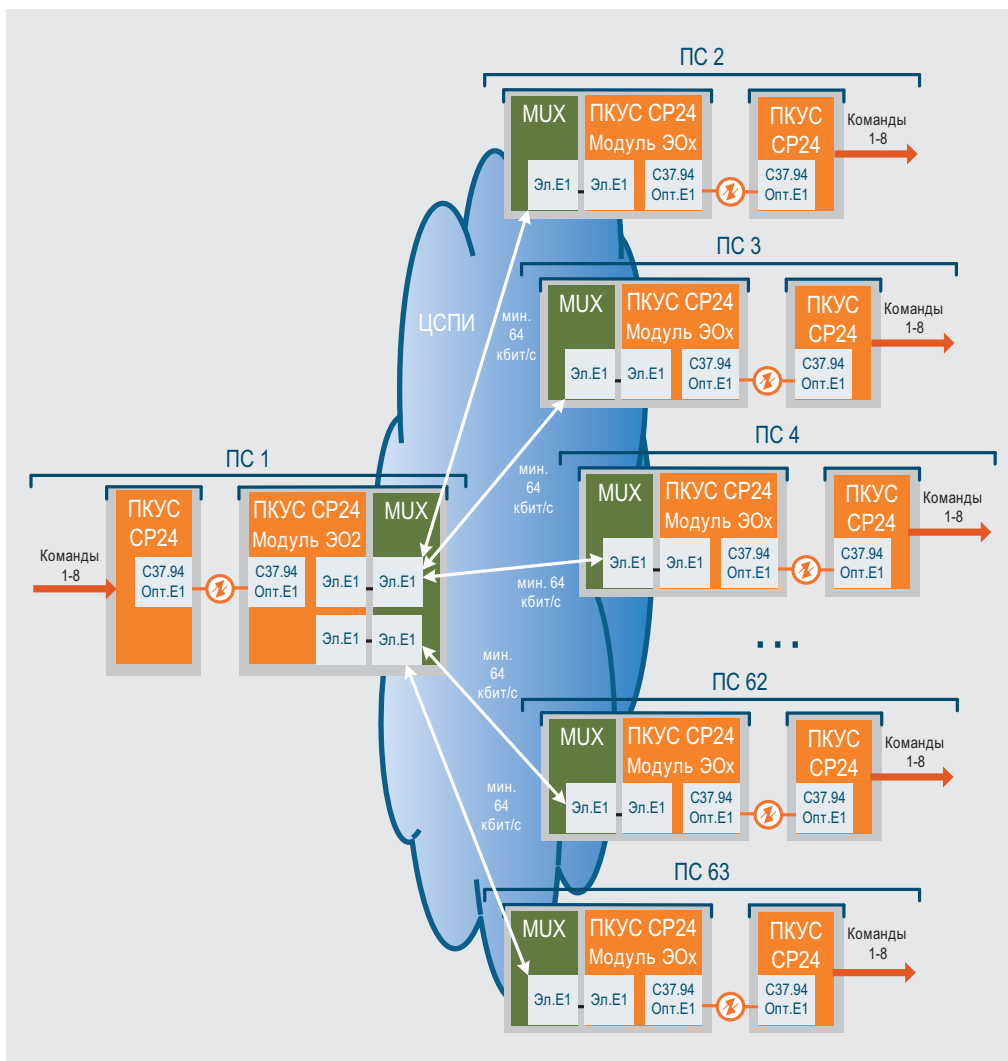 ПС 2
MUX
ПКУС СР24
Модуль ЭОх
Эл.Е1
Эл.Е1
С37.94
Опт.Е1
ПКУС
СР24
С37.94
Опт.Е1
Команды
1-8
ПС 3
MUX
ПКУС СР24
Модуль ЭОх
Эл.Е1
Эл.Е1
С37.94
Опт.Е1
ПКУС
СР24
С37.94
Опт.Е1
Команды
1-8
ЦСПИ
мин.
64
кбит/с
ПС 4
MUX
ПКУС СР24
Модуль ЭОх
Эл.Е1
Эл.Е1
С37.94
Опт.Е1
ПКУС
СР24
С37.94
Опт.Е1
Команды
1-8
мин.
64
кбит/с
ПС 1
Команды
1-8
ПКУС
СР24
С37.94
Опт.Е1
ПКУС СР24
Модуль ЭО2
С37.94
Опт.Е1
Эл.Е1
Эл.Е1
MUX
Эл.Е1
Эл.Е1
мин. 64
кбит/с
...
мин.
64
кбит/с
ПС 62
MUX
ПКУС СР24
Модуль ЭОх
Эл.Е1
Эл.Е1
С37.94
Опт.Е1
ПКУС
СР24
С37.94
Опт.Е1
Команды
1-8
мин.
64
кбит/с
ПС 63
MUX
ПКУС СР24
Модуль ЭОх
Эл.Е1
Эл.Е1
С37.94
Опт.Е1
ПКУС
СР24
С37.94
Опт.Е1
Команды
1-8